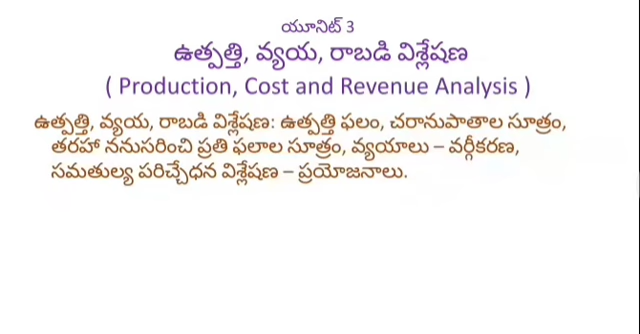 యూనిట్ 3
ఉత్పత్తి, వ్యయ, రాబడి విశ్లేషణ
( Production, Cost and Revenue Analysis )
ఉత్పత్తి, వ్యయ, రాబడి విశ్లేషణ: ఉత్పత్తి ఫలం, చరానుపాతాల సూత్రం,
తరహా ననుసరించి ప్రతి ఫలాల సూత్రం, వ్యయాలు – వర్గీకరణ,
సమతుల్య పరిచ్ఛేధన విశ్లేషణ – ప్రయోజనాలు.